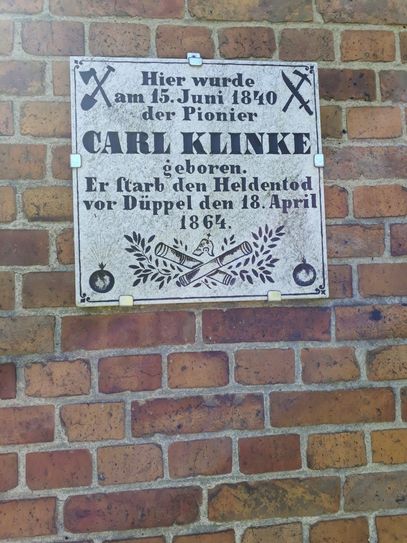 Hier wurde
am 15. Juni 1840
der Pionier
CARL KLINKE
geboren.
Er starb den Heldentod
vor Düppel den 18. April
1864.